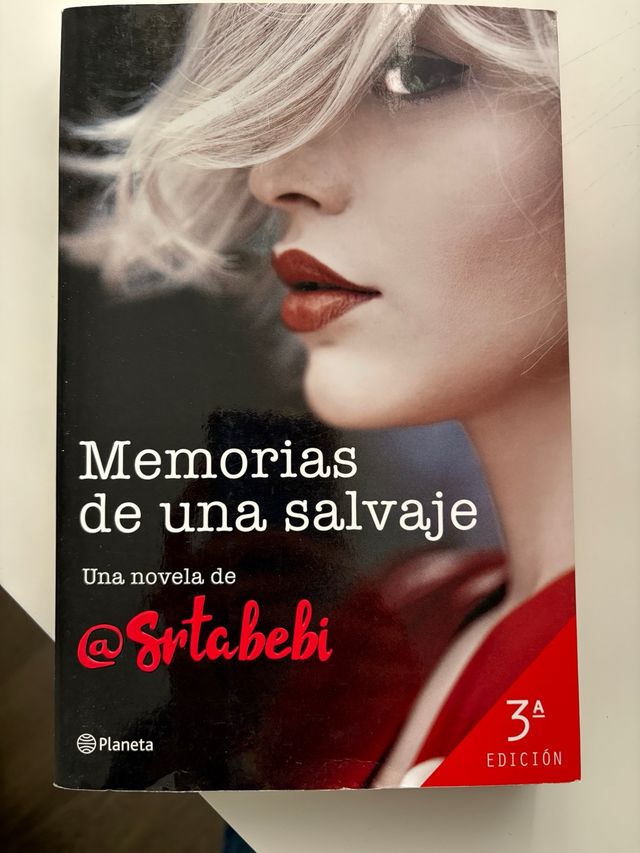 Memorias
de una salvaje
Una novela de
@Srtabebi
3ª
EDICIÓN
Planeta